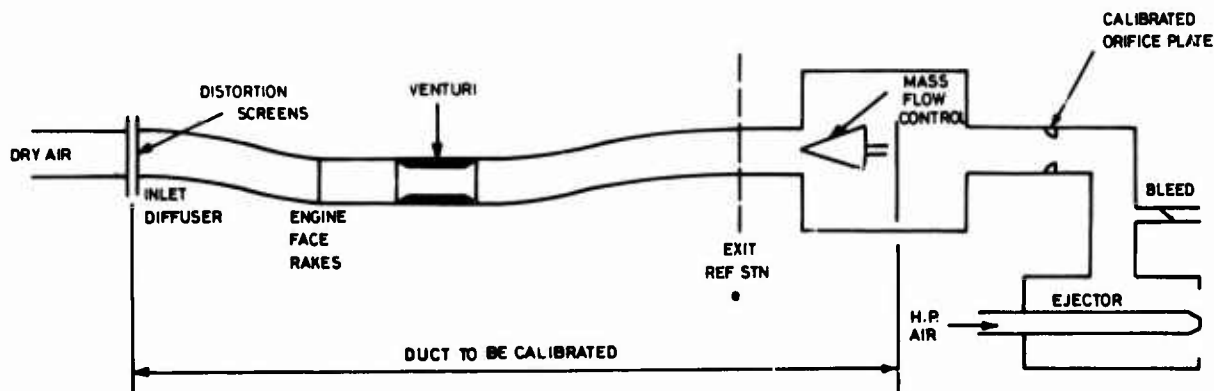 CALIBRATED
ORIFICE PLATE
MASS
FLOW
CONTROL
VENTURI
DISTORTION
SCREENS
DRY AIR
INLET
DIFFUSER
ENGINE
FACE
RAKES
EXIT
REF STN
BLEED
EJECTOR
H.P.
AIR
DUCT TO BE CALIBRATED